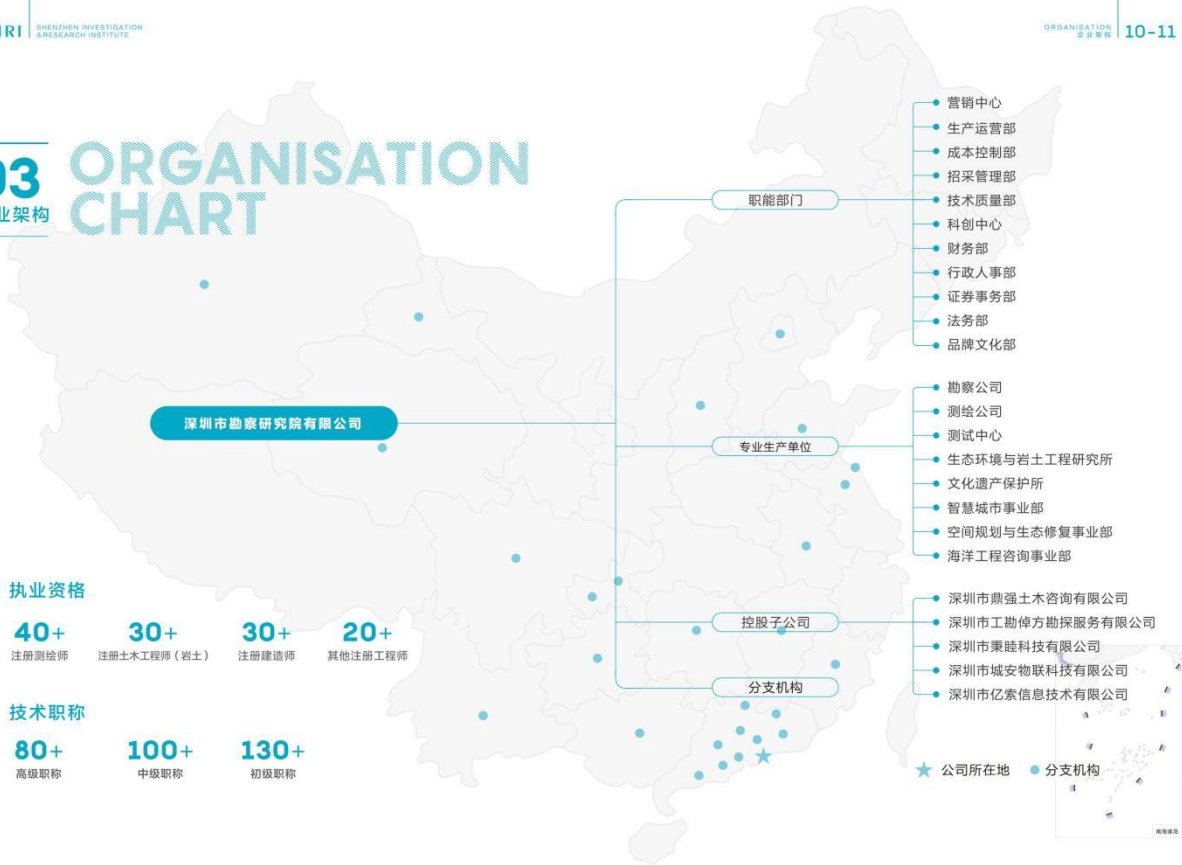 IRI
SHENZHEN INVESTIGATION
& RESEARCH INSTITUTE
ORGANISATION
企业架构
10-11
03
业架构
ORGANISATION
CHART
深圳市勘察研究院有限公司
职能部门
营销中心
生产运营部
成本控制部
招采管理部
技术质量部
科创中心
财务部
行政人事部
证券事务部
法务部
品牌文化部
专业生产单位
勘察公司
测绘公司
测试中心
生态环境与岩土工程研究所
文化遗产保护所
智慧城市事业部
空间规划与生态修复事业部
海洋工程咨询事业部
控股子公司
深圳市鼎强土木咨询有限公司
深圳市工勘倬方勘探服务有限公司
深圳市秉睦科技有限公司
深圳市城安物联科技有限公司
深圳市亿索信息技术有限公司
分支机构
执业资格
40+
注册测绘师
30+
注册土木工程师（岩土）
30+
注册建造师
20+
其他注册工程师
技术职称
80+
高级职称
100+
中级职称
130+
初级职称
公司所在地
分支机构
南海诸岛